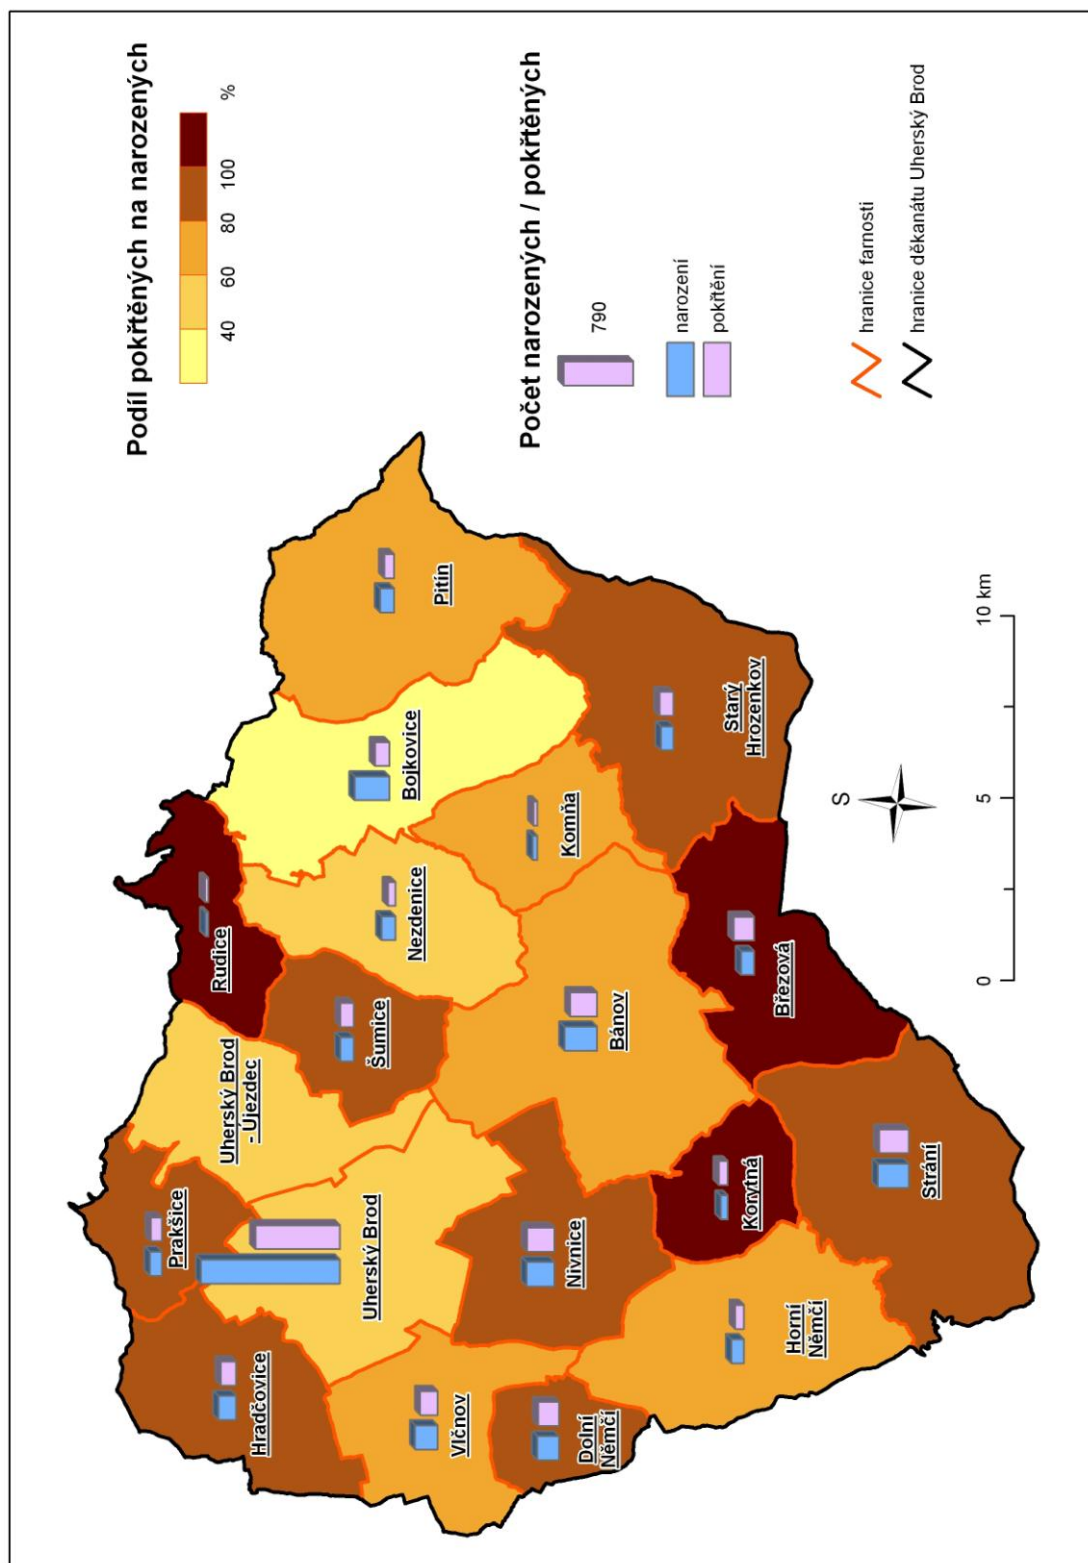 Podíl pokřtěných na narozených
40
60
80
100
%
Počet narozených / pokřtěných
790
narození
pokřtění
hranice farnosti
hranice děkanátu Uherský Brod
Prakšice
Hradčovice
Uherský Brod
- Újezdec
Rudice
Šumice
Uherský Brod
Vlčnov
Nezdenice
Bojkovice
Pitín
Komňa
Dolní
Němčí
Nivnice
Bánov
Starý
Hrozenkov
Horní
Němčí
Korytná
Březová
Strání
S
0
5
10 km